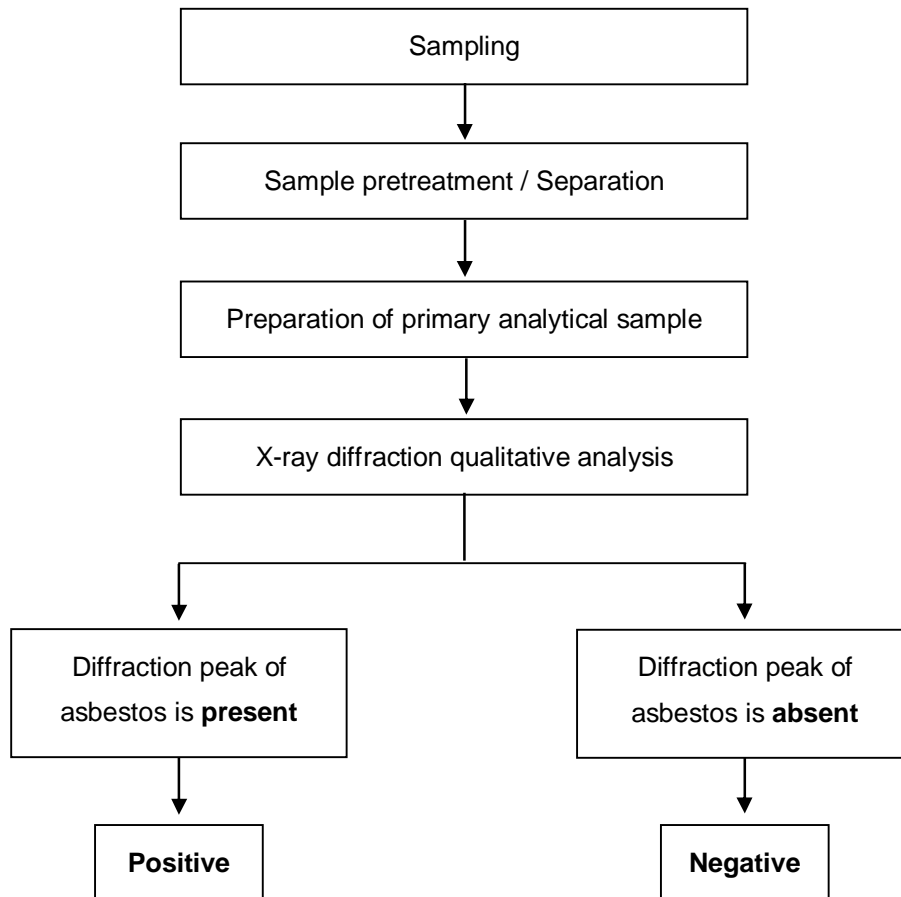 Sampling
Sample pretreatment / Separation
Preparation of primary analytical sample
X-ray diffraction qualitative analysis
Diffraction peak of
asbestos is present
Diffraction peak of
asbestos is absent
Positive
Negative